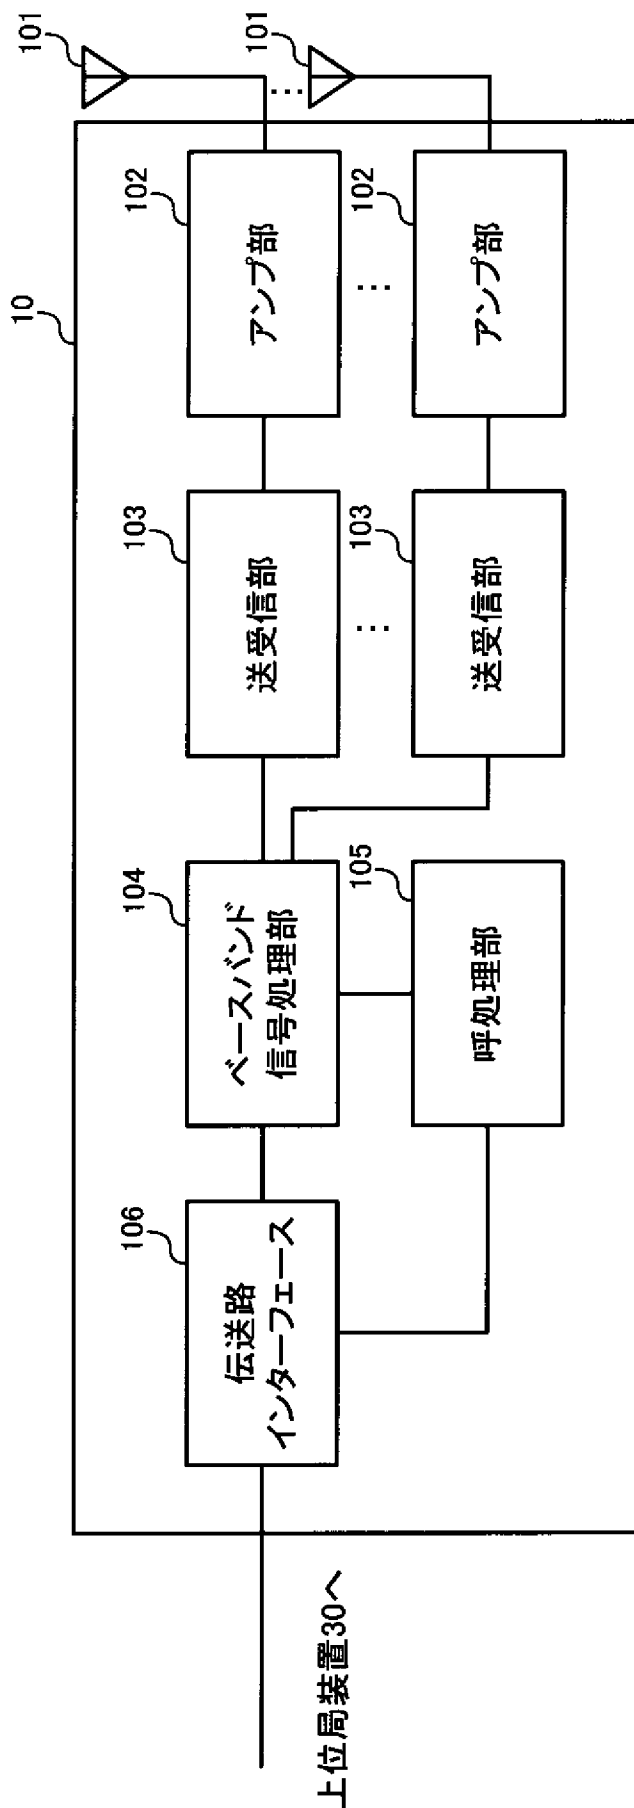 10
上位局装置30へ
106
伝送路
インターフェース
104
ベースバンド
信号処理部
103
送受信部
102
アンプ部
101
…
105
呼処理部
103
送受信部
…
102
アンプ部
…
101